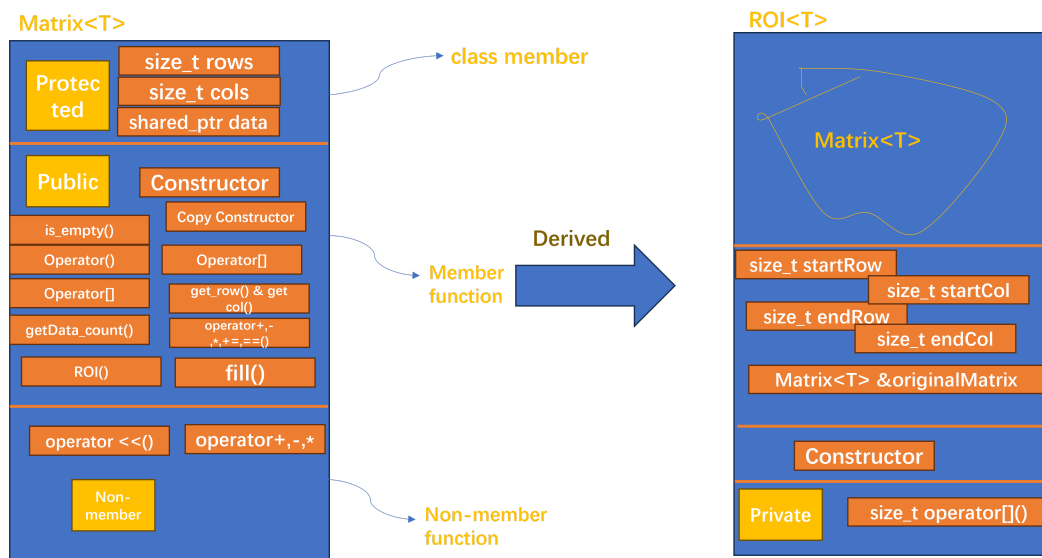 Matrix<T>
Protec
ted
size_t rows
size_t cols
shared_ptr data
class member
Public
Constructor
Copy Constructor
is_empty()
Operator()
Operator[]
Operator[]
get_row() & get
col()
getData_count()
operator+,-
,*,+=,==()
ROI()
fill()
Member
function
operator <<()
operator+,-,*
Non-
member
Non-member
function
Derived
ROI<T>
Matrix<T>
size_t startRow
size_t startCol
size_t endRow
size_t endCol
Matrix<T> &originalMatrix
Constructor
Private
size_t operator[]()